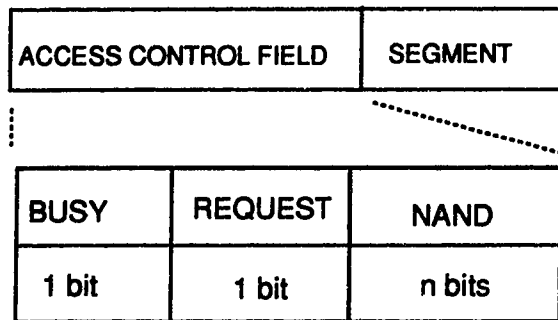 ACCESS CONTROL FIELD SEGMENT
BUSY REQUEST NAND
1 bit 1 bit n bits